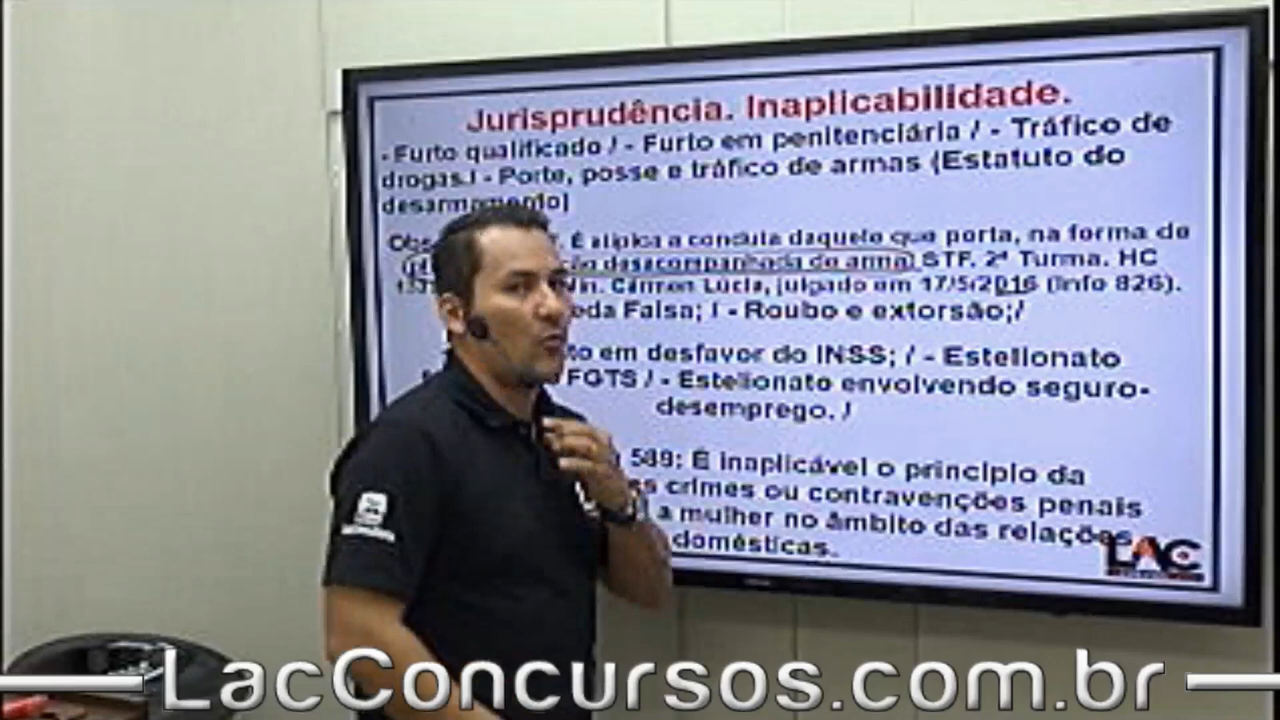 Jurisprudência. Inaplicabilidade.
- Furto qualificado / - Furto em penitenciária / - Tráfico de
drogas./ - Porte, posse e tráfico de armas (Estatuto do
desarmamento)
É atípica a conduta daquele que porta, na forma de
desacompanhada de arma) STF. 2ª Turma. HC
Cármen Lúcia, julgado em 17/5/2016 (Info 826).
Falsa; / - Roubo e extorsão;/
em desfavor do INSS; / - Estelionato
FGTS / - Estelionato envolvendo seguro-
desemprego. /
589: É inaplicável o princípio da
crimes ou contravenções penais
a mulher no âmbito das relações
domésticas.
LAC
LacConcursos.com.br